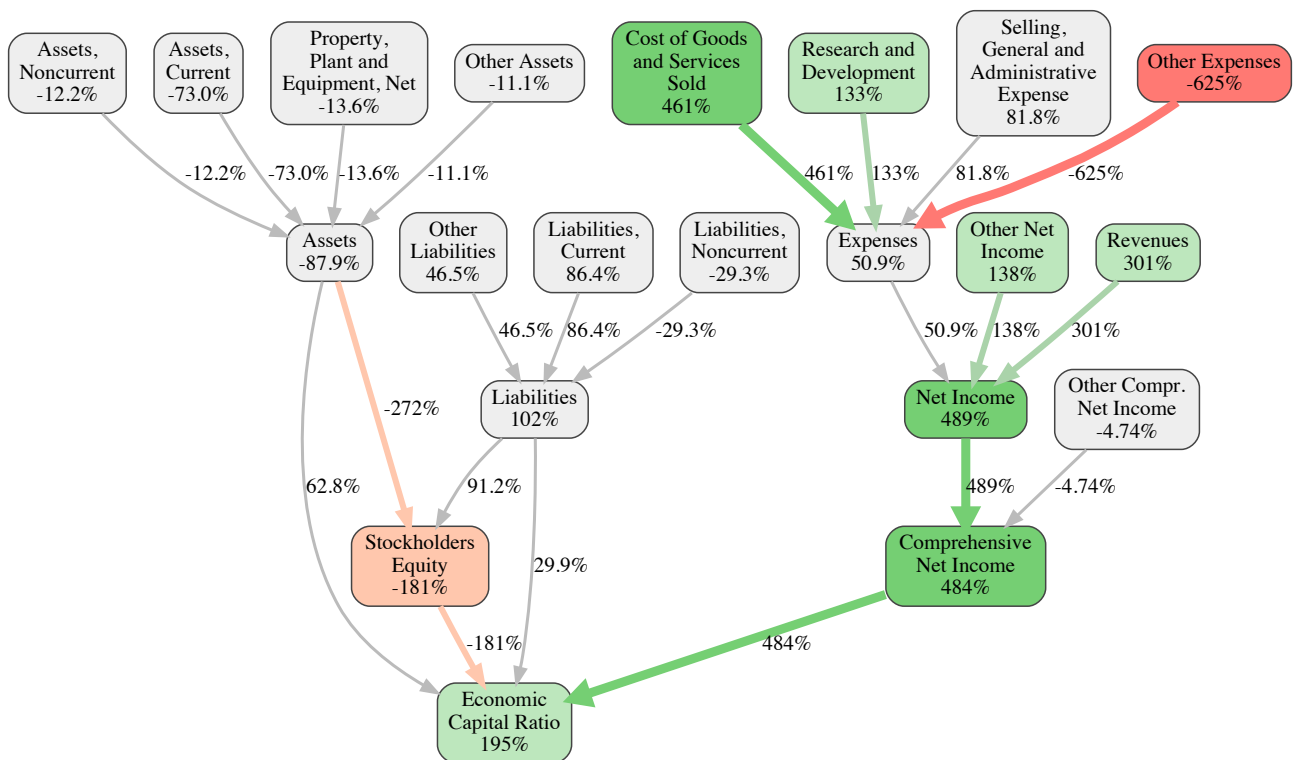 Assets,
Noncurrent
-12.2%
Assets,
Current
-73.0%
Property,
Plant and
Equipment, Net
-13.6%
Other Assets
-11.1%
Cost of Goods
and Services
Sold
461%
Research and
Development
133%
Selling,
General and
Administrative
Expense
81.8%
Other Expenses
-625%
-12.2%
-73.0%
-13.6%
-11.1%
461%
133%
81.8%
-625%
Assets
-87.9%
Other
Liabilities
46.5%
Liabilities,
Current
86.4%
Liabilities,
Noncurrent
-29.3%
Expenses
50.9%
Other Net
Income
138%
Revenues
301%
46.5%
86.4%
-29.3%
50.9%
138%
301%
-272%
Liabilities
102%
Net Income
489%
Other Compr.
Net Income
-4.74%
62.8%
91.2%
489%
-4.74%
Stockholders
Equity
-181%
29.9%
Comprehensive
Net Income
484%
-181%
484%
Economic
Capital Ratio
195%